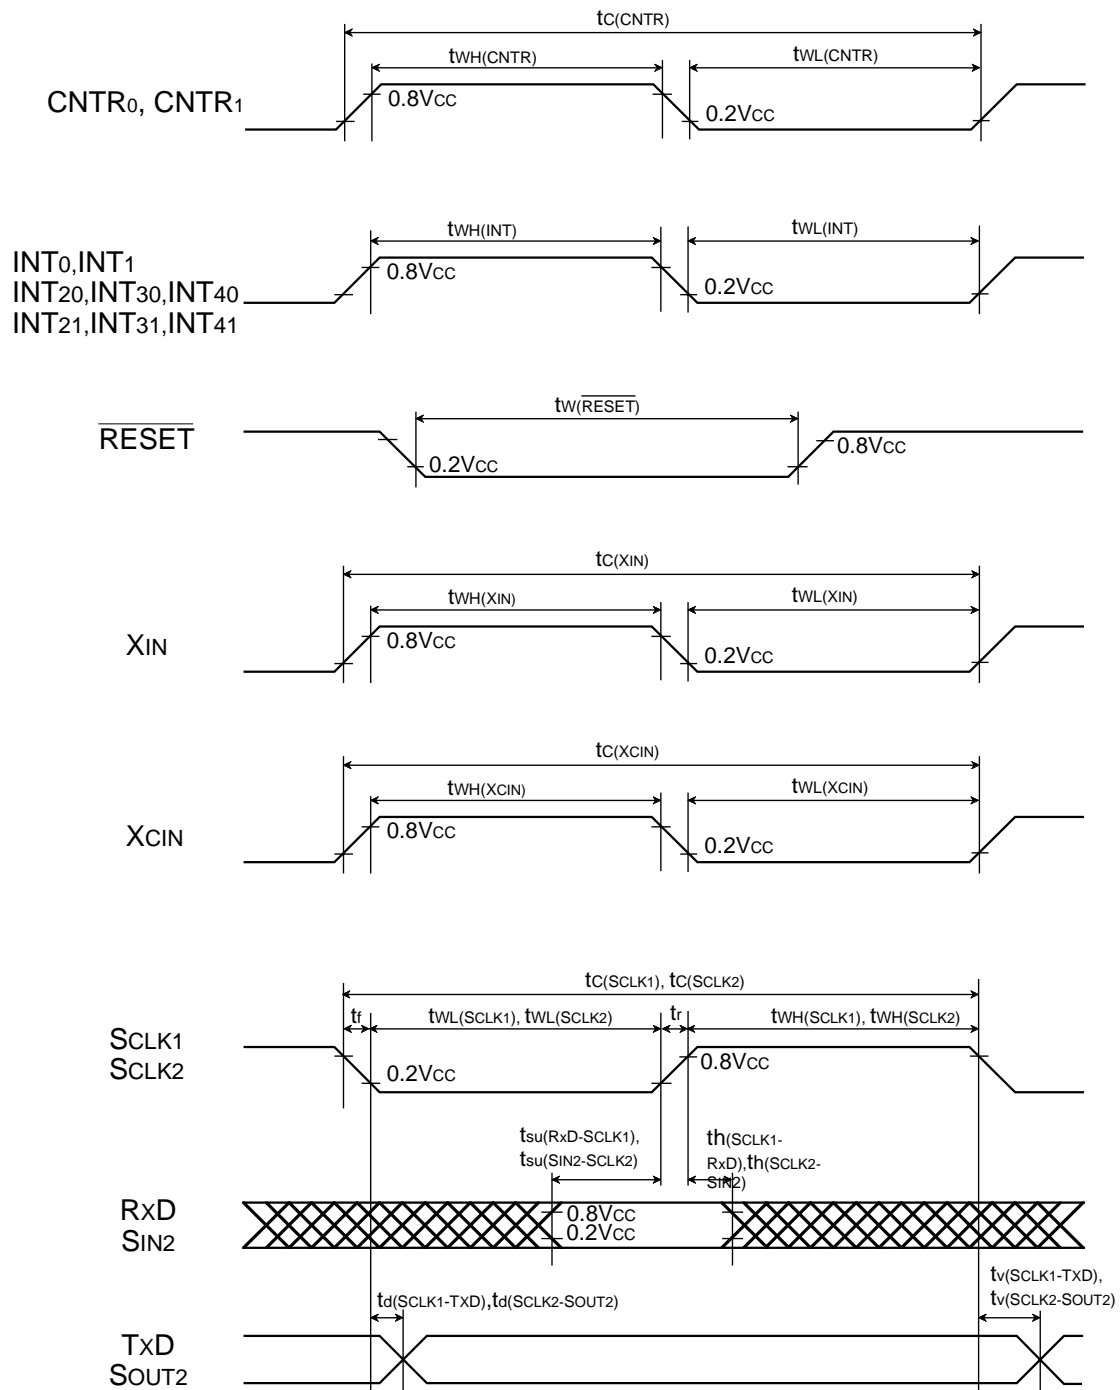 tC(CNTR)
tWH(CNTR)
tWL(CNTR)
CNTR0, CNTR1
0.8VCC
0.2VCC
tWH(INT)
tWL(INT)
INT0,INT1
INT20,INT30,INT40
INT21,INT31,INT41
0.8VCC
0.2VCC
tW(RESET)
RESET
0.2VCC
0.8VCC
tC(XIN)
tWH(XIN)
tWL(XIN)
XIN
0.8VCC
0.2VCC
tC(XCIN)
tWH(XCIN)
tWL(XCIN)
XCIN
0.8VCC
0.2VCC
tC(SCLK1), tC(SCLK2)
tf
tWL(SCLK1), tWL(SCLK2)
tr
tWH(SCLK1), tWH(SCLK2)
SCLK1
SCLK2
0.2VCC
0.8VCC
tsu(RxD-SCLK1),
tsu(SIN2-SCLK2)
th(SCLK1-
RxD),th(SCLK2-
SIN2)
RXD
SIN2
0.8VCC
0.2VCC
td(SCLK1-TXD),td(SCLK2-SOUT2)
tv(SCLK1-TXD),
tv(SCLK2-SOUT2)
TXD
SOUT2